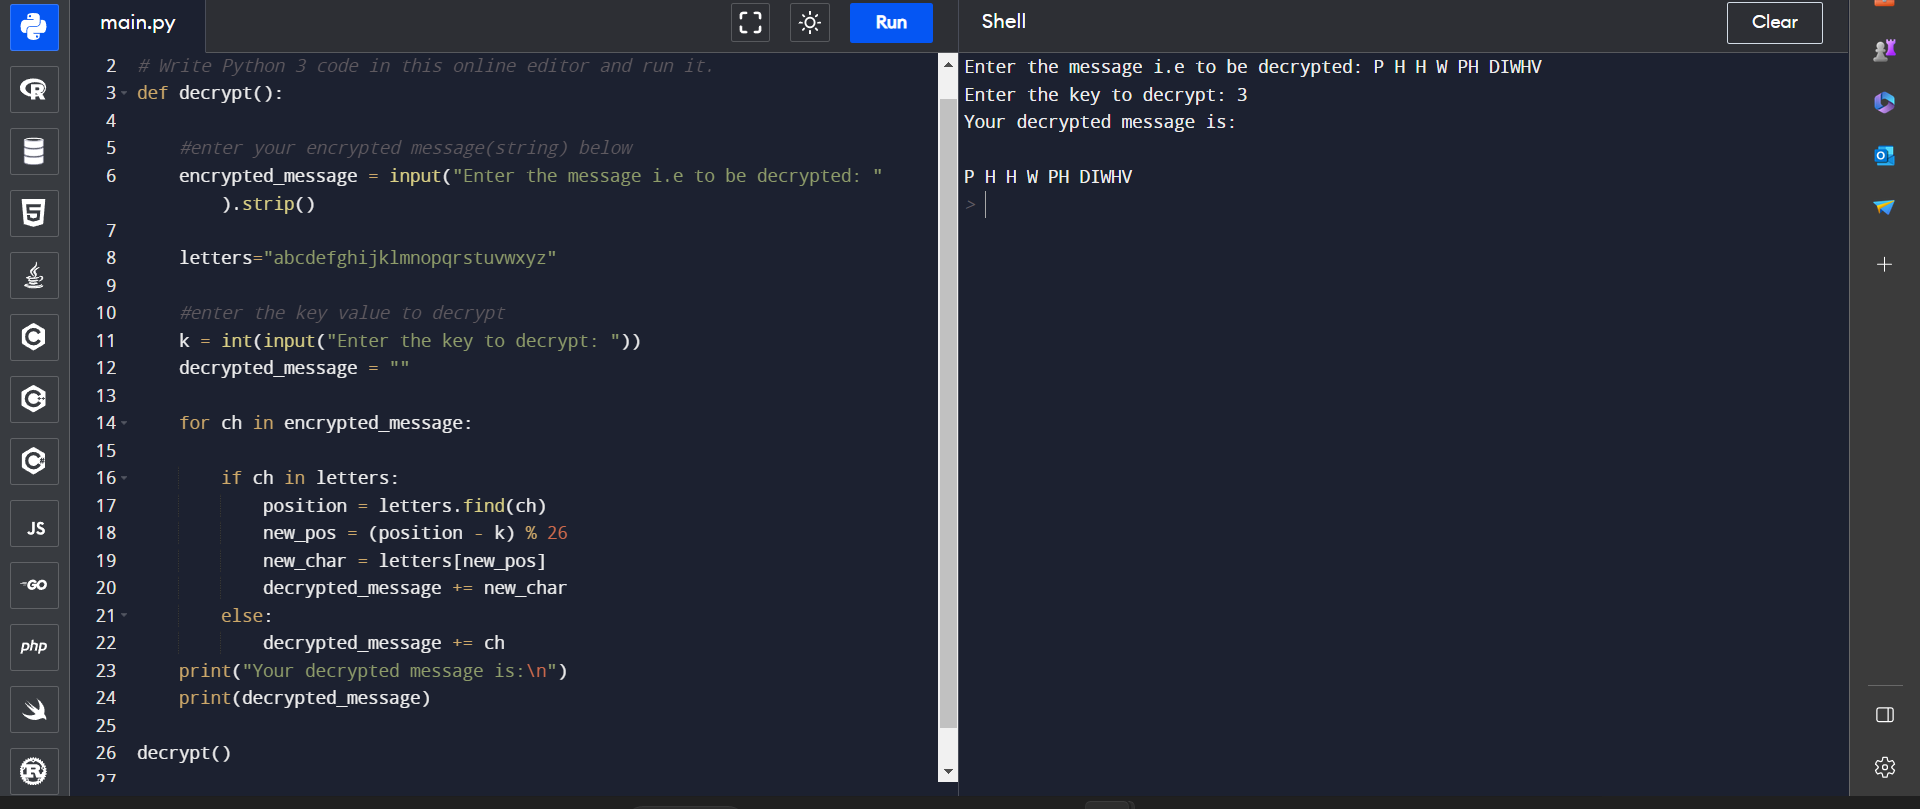 main.py
Run
Shell
Clear
2 # Write Python 3 code in this online editor and run it.
3 def decrypt():
4
5 #enter your encrypted message(string) below
6 encrypted_message = input("Enter the message i.e to be decrypted: "
).strip()
7
8 letters="abcdefghijklmnopqrstuvwxyz"
9
10 #enter the key value to decrypt
11 k = int(input("Enter the key to decrypt: "))
12 decrypted_message = ""
13
14 for ch in encrypted_message:
15
16 if ch in letters:
17 position = letters.find(ch)
18 new_pos = (position - k) % 26
19 new_char = letters[new_pos]
20 decrypted_message += new_char
21 else:
22 decrypted_message += ch
23 print("Your decrypted message is:\n")
24 print(decrypted_message)
25
26 decrypt()
27
Enter the message i.e to be decrypted: P H H W PH DIWHV
Enter the key to decrypt: 3
Your decrypted message is:
P H H W PH DIWHV
>
R
5
C
C++
C#
JS
GO
php
R